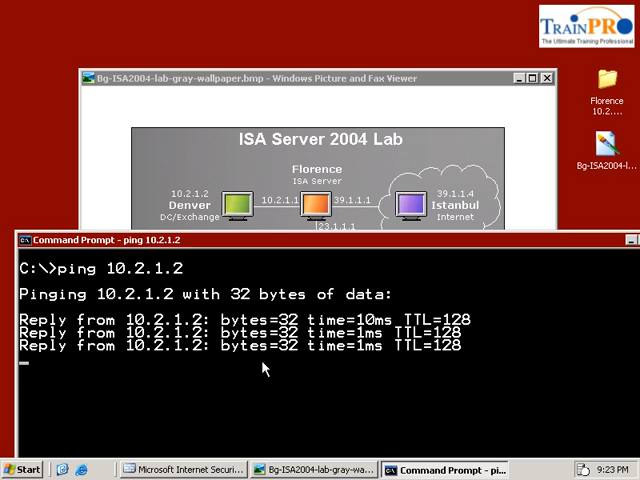 TRAINPRO
The Ultimate Training Professional
Bg-ISA2004-lab-gray-wallpaper.bmp - Windows Picture and Fax Viewer
Florence
10.2....
Bg-ISA2004-l...
ISA Server 2004 Lab
Florence
ISA Server
10.2.1.2
Denver
DC/Exchange
10.2.1.1
39.1.1.1
39.1.1.4
Istanbul
Internet
23.1.1.1
Command Prompt - ping 10.2.1.2
C:\>ping 10.2.1.2
Pinging 10.2.1.2 with 32 bytes of data:
Reply from 10.2.1.2: bytes=32 time=10ms TTL=128
Reply from 10.2.1.2: bytes=32 time=1ms TTL=128
Reply from 10.2.1.2: bytes=32 time=1ms TTL=128
Start
Microsoft Internet Securi...
Bg-ISA2004-lab-gray-wa...
Command Prompt - pi...
9:23 PM